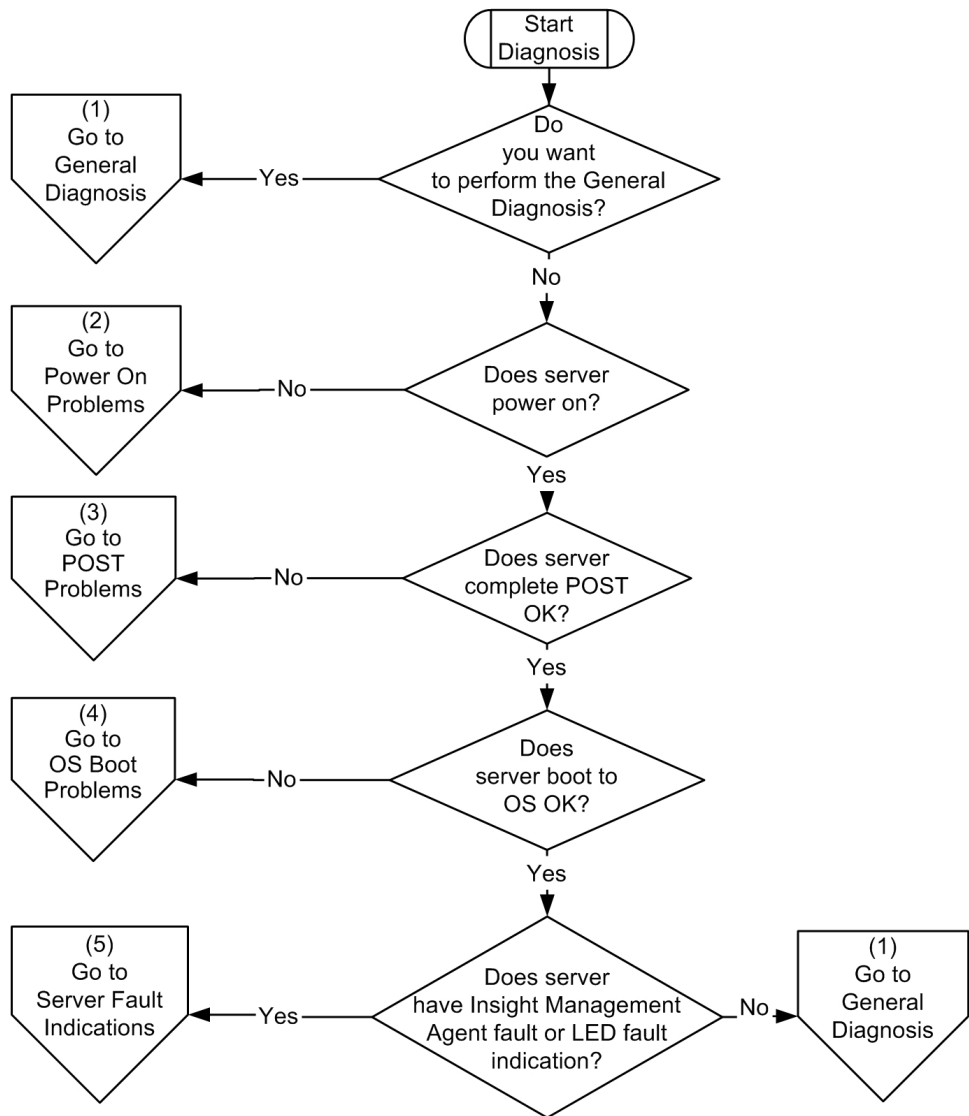 Start
Diagnosis
(1)
Go to
General
Diagnosis
Yes
Do
you want
to perform the General
Diagnosis?
No
(2)
Go to
Power On
Problems
No
Does server
power on?
Yes
(3)
Go to
POST
Problems
No
Does server
complete POST
OK?
Yes
(4)
Go to
OS Boot
Problems
No
Does
server boot to
OS OK?
Yes
(5)
Go to
Server Fault
Indications
Yes
Does server
have Insight Management
Agent fault or LED fault
indication?
No
(1)
Go to
General
Diagnosis